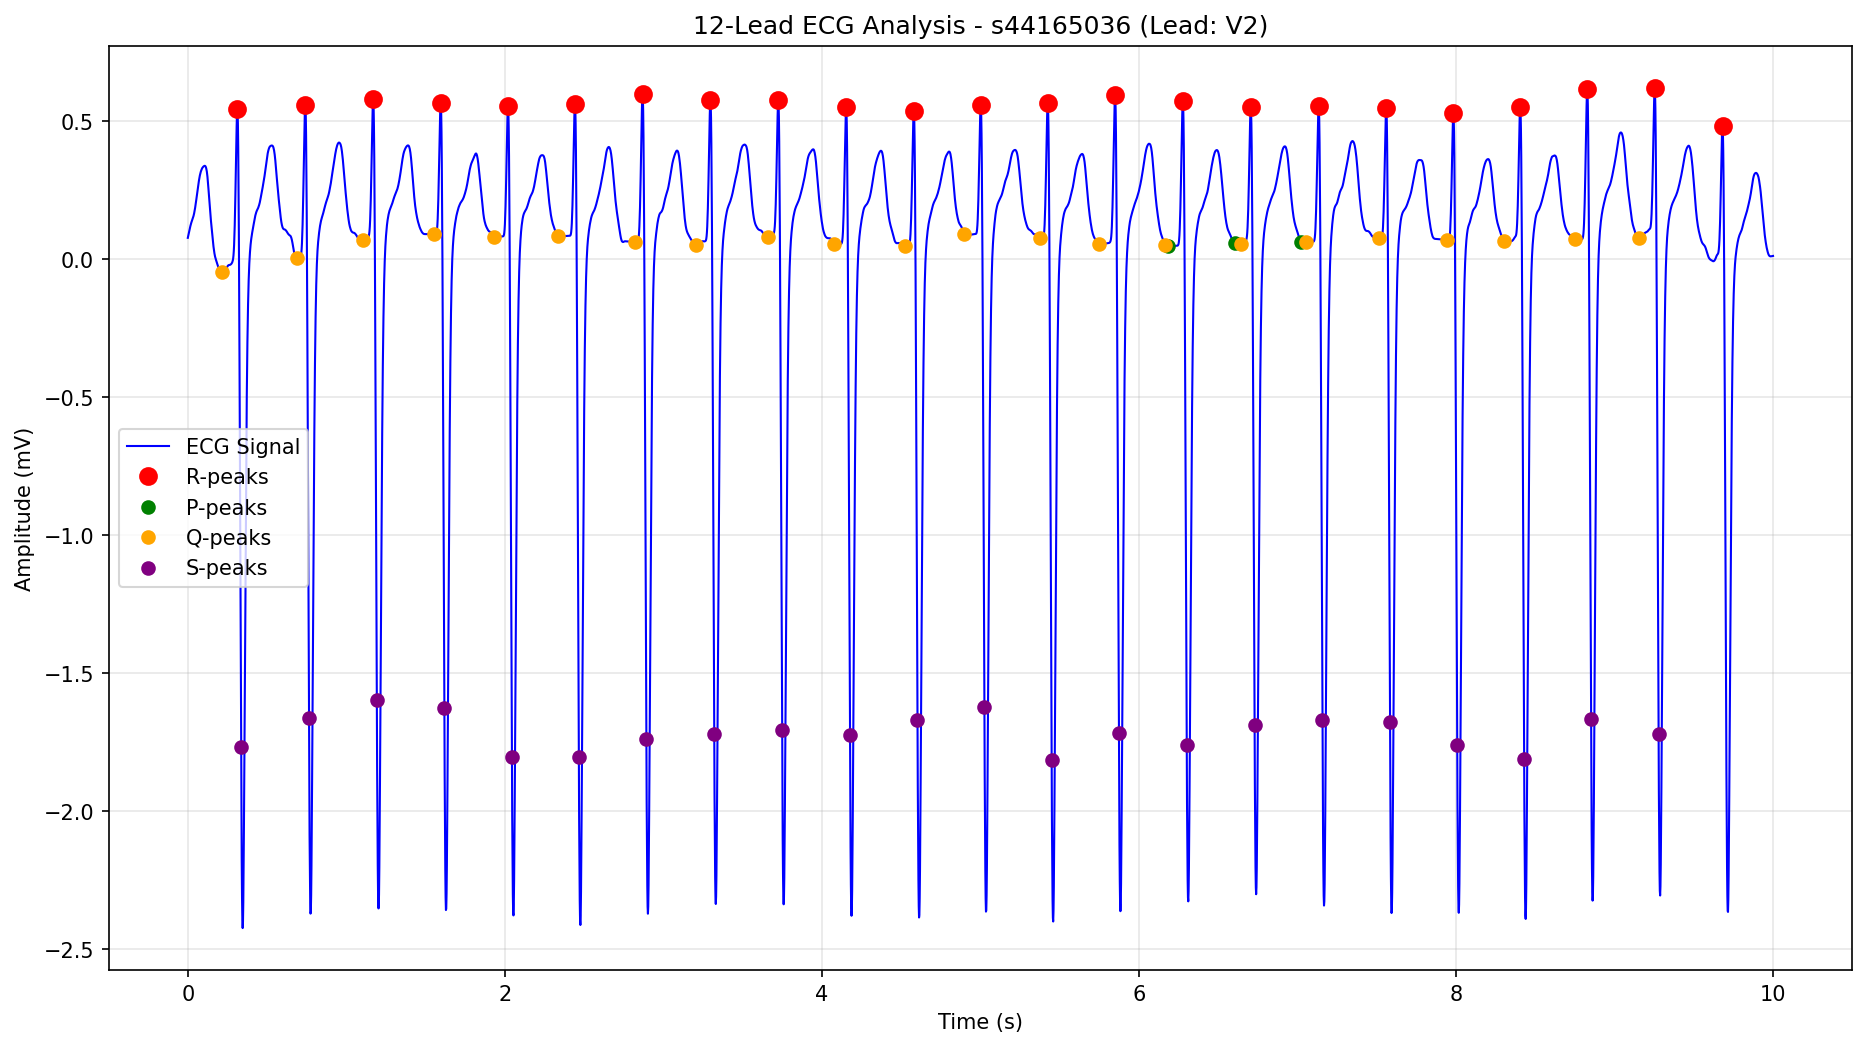 12-Lead ECG Analysis - s44165036 (Lead: V2)
Amplitude (mV)
0.5
0.0
−0.5
−1.0
−1.5
−2.0
−2.5
ECG Signal
R-peaks
P-peaks
Q-peaks
S-peaks
0 2 4 6 8 10
Time (s)